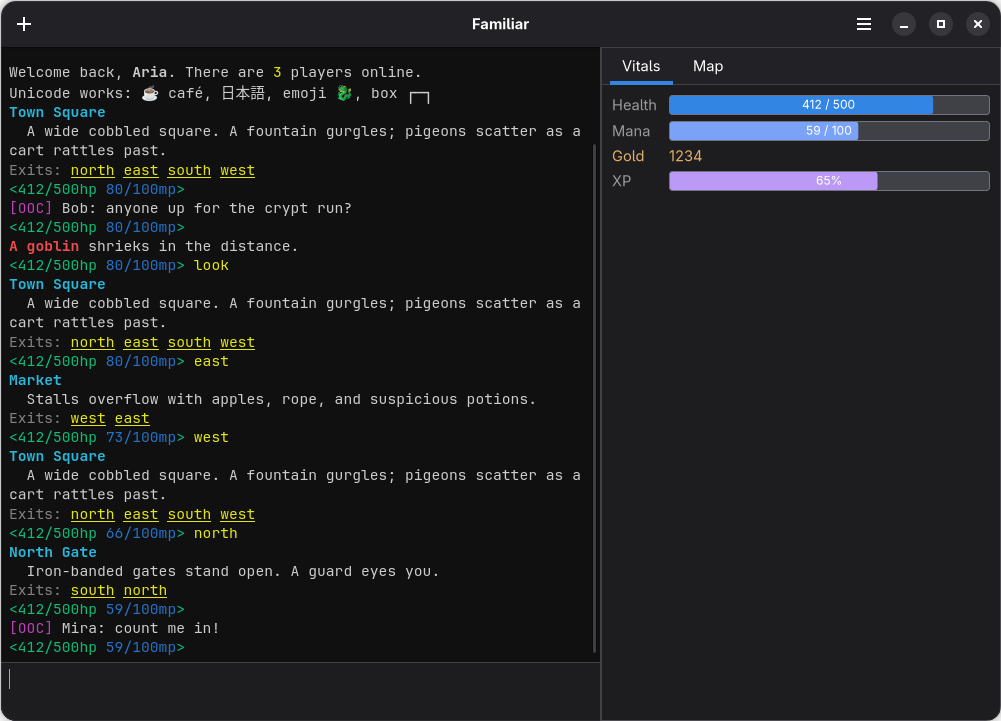 Familiar
Welcome back, Aria. There are 3 players online.
Unicode works: ☕ café, 日本語, emoji 🐉, box ┌─┐
Town Square
  A wide cobbled square. A fountain gurgles; pigeons scatter as a
cart rattles past.
Exits: north east south west
<412/500hp 80/100mp>
[OOC] Bob: anyone up for the crypt run?
<412/500hp 80/100mp>
A goblin shrieks in the distance.
<412/500hp 80/100mp> look
Town Square
  A wide cobbled square. A fountain gurgles; pigeons scatter as a
cart rattles past.
Exits: north east south west
<412/500hp 80/100mp> east
Market
  Stalls overflow with apples, rope, and suspicious potions.
Exits: west east
<412/500hp 73/100mp> west
Town Square
  A wide cobbled square. A fountain gurgles; pigeons scatter as a
cart rattles past.
Exits: north east south west
<412/500hp 66/100mp> north
North Gate
  Iron-banded gates stand open. A guard eyes you.
Exits: south north
<412/500hp 59/100mp>
[OOC] Mira: count me in!
<412/500hp 59/100mp>
Vitals Map
Health 412 / 500
Mana 59 / 100
Gold 1234
XP 65%